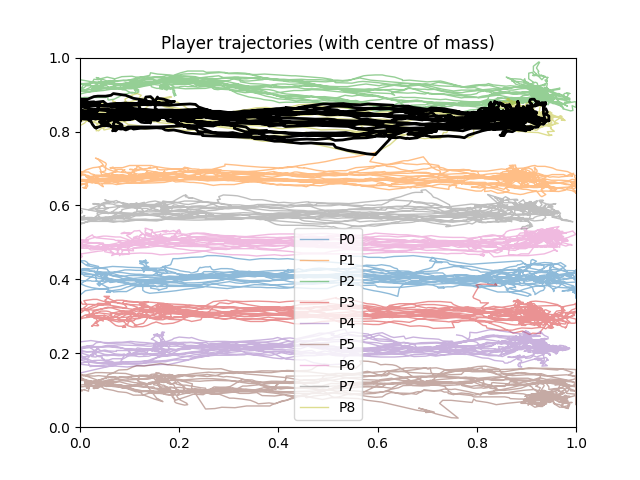 Player trajectories (with centre of mass)
1.0
0.8
0.6
0.4
0.2
0.0
P0
P1
P2
P3
P4
P5
P6
P7
P8
0.0 0.2 0.4 0.6 0.8 1.0